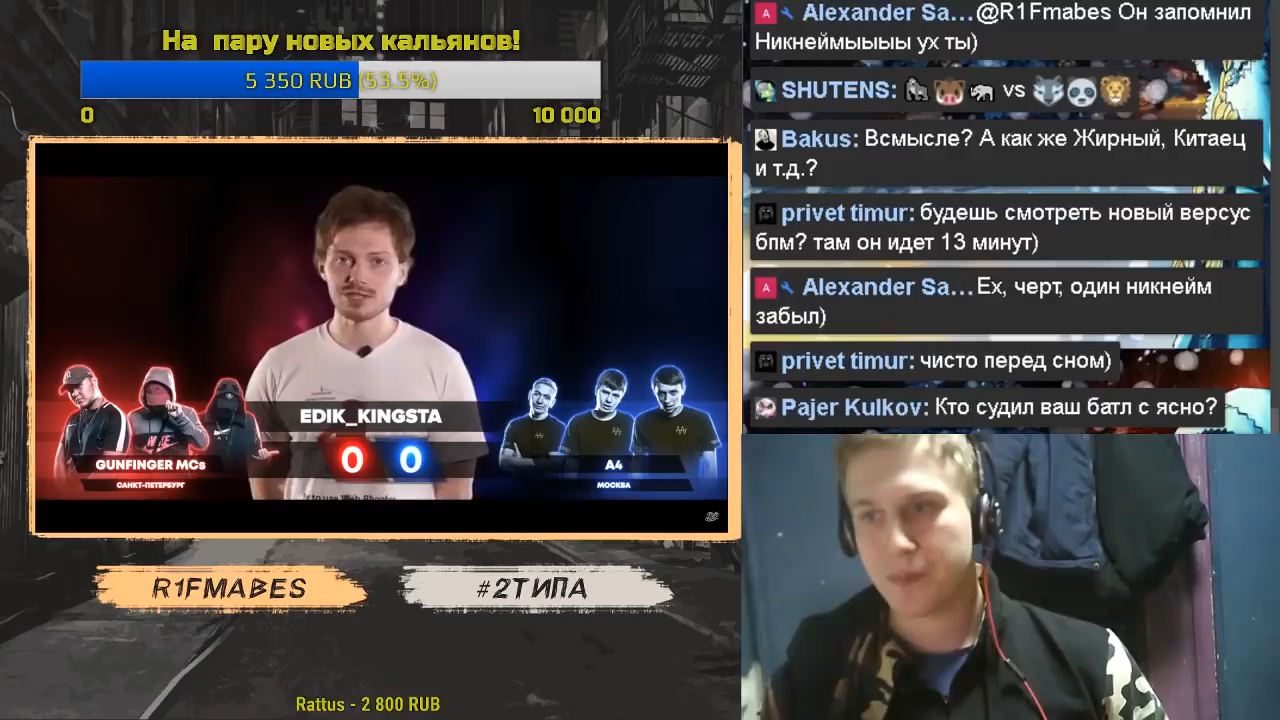 На пару новых кальянов!
5 350 RUB (53.5%)
0
10 000
EDIK_KINGSTA
0 0
GUNFINGER MCs
САНКТ-ПЕТЕРБУРГ
A4
МОСКВА
R1FMABES
#2ТИПА
Rattus - 2 800 RUB
Alexander Sa...@R1Fmabes Он запомнил
Никнеймыыыы ух ты)
SHUTENS: 🦍🐗🐘 vs 🐺🐼🦁
Bakus: Всмысле? А как же Жирный, Китаец
и т.д.?
privet timur: будешь смотреть новый версус
бпм? там он идет 13 минут)
Alexander Sa...Ех, черт, один никнейм
забыл)
privet timur: чисто перед сном)
Pajer Kulkov: Кто судил ваш батл с ясно?